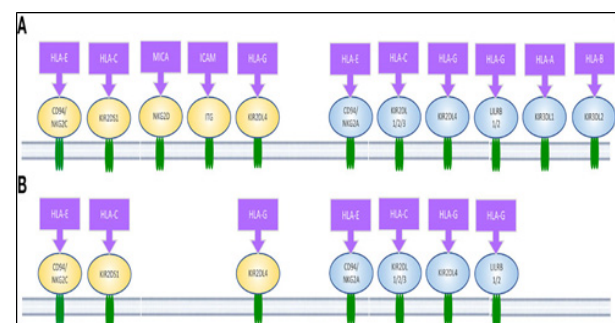 A
HLA-E HLA-C MICA ICAM HLA-G HLA-E HLA-C HLA-G HLA-G HLA-A HLA-B
CD94/ NKG2C KIR2DS1 NKG2D ITG KIR2DL4 CD94/ NKG2A KIR2DL 1/2/3 KIR2DL4 LILRB 1/2 KIR3DL1 KIR3DL2
B
HLA-E HLA-C HLA-G HLA-E HLA-C HLA-G HLA-G
CD94/ NKG2C KIR2DS1 KIR2DL4 CD94/ NKG2A KIR2DL 1/2/3 KIR2DL4 LILRB 1/2